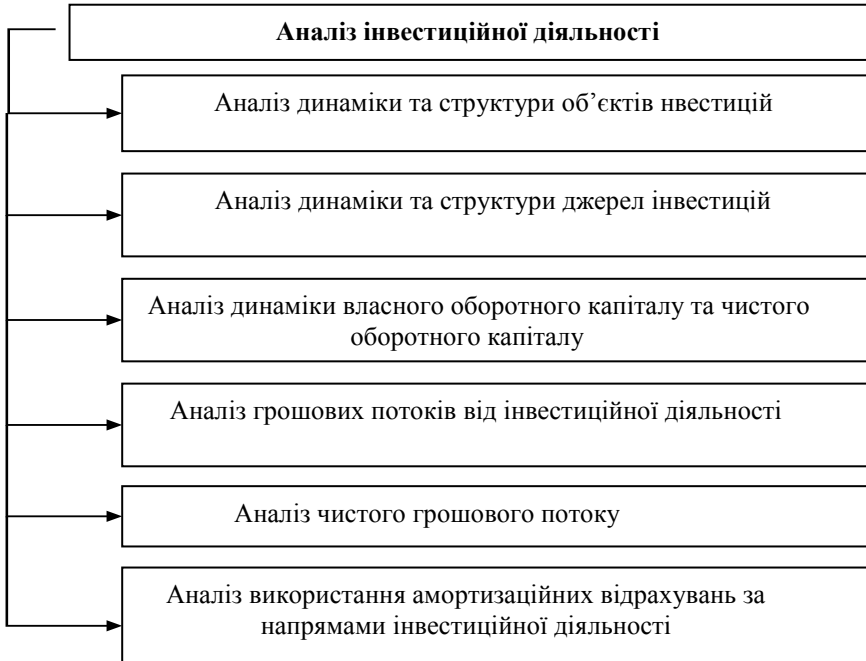 Аналіз інвестиційної діяльності
Аналіз динаміки та структури об’єктів нвестицій
Аналіз динаміки та структури джерел інвестицій
Аналіз динаміки власного оборотного капіталу та чистого
оборотного капіталу
Аналіз грошових потоків від інвестиційної діяльності
Аналіз чистого грошового потоку
Аналіз використання амортизаційних відрахувань за
напрямами інвестиційної діяльності